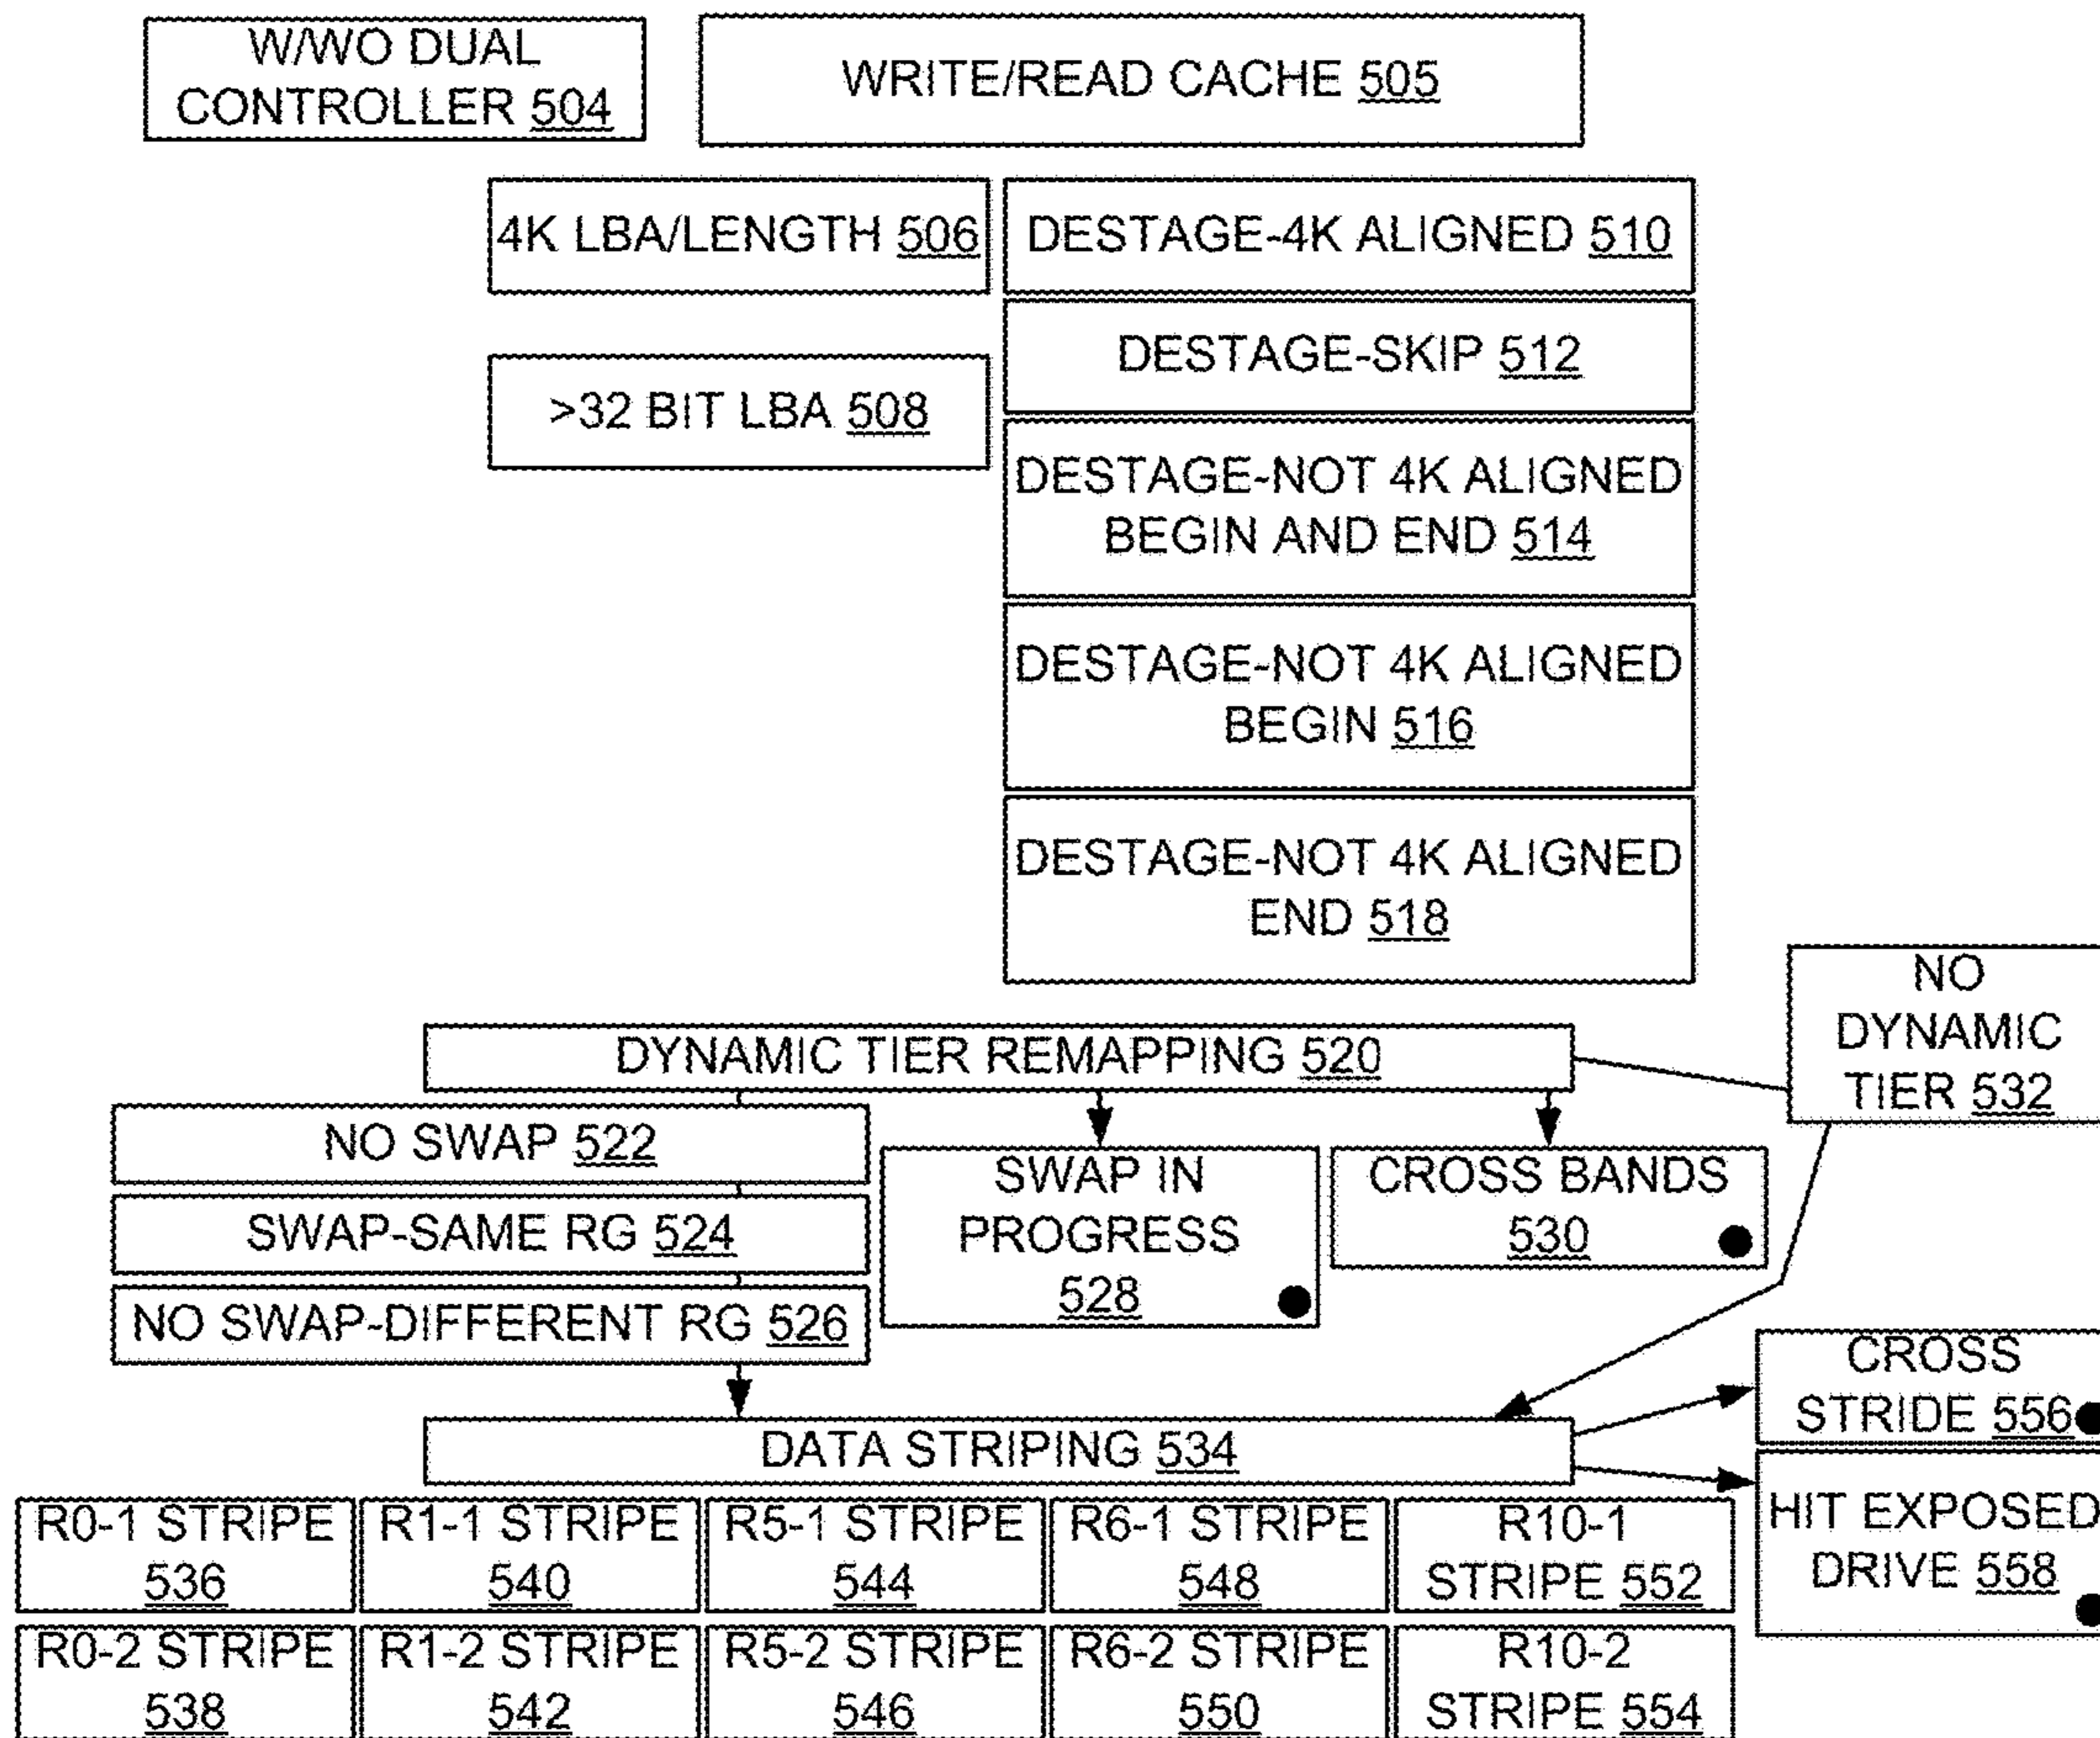 W/WO DUAL
CONTROLLER 504
WRITE/READ CACHE 505
4K LBA/LENGTH 506
DESTAGE-4K ALIGNED 510
DESTAGE-SKIP 512
>32 BIT LBA 508
DESTAGE-NOT 4K ALIGNED
BEGIN AND END 514
DESTAGE-NOT 4K ALIGNED
BEGIN 516
DESTAGE-NOT 4K ALIGNED
END 518
NO
DYNAMIC
TIER 532
DYNAMIC TIER REMAPPING 520
NO SWAP 522
SWAP-SAME RG 524
NO SWAP-DIFFERENT RG 526
SWAP IN
PROGRESS
528
CROSS BANDS
530
DATA STRIPING 534
CROSS
STRIDE 556
HIT EXPOSED
DRIVE 558
R0-1 STRIPE
536
R1-1 STRIPE
540
R5-1 STRIPE
544
R6-1 STRIPE
548
R10-1
STRIPE 552
R0-2 STRIPE
538
R1-2 STRIPE
542
R5-2 STRIPE
546
R6-2 STRIPE
550
R10-2
STRIPE 554